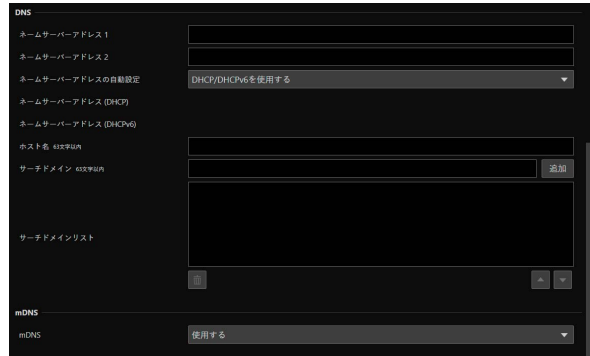 DNS
ネームサーバーアドレス 1
ネームサーバーアドレス 2
ネームサーバーアドレスの自動設定 DHCP/DHCPv6を使用する
ネームサーバーアドレス (DHCP)
ネームサーバーアドレス (DHCPv6)
ホスト名 63文字以内
サーチドメイン 63文字以内 追加
サーチドメインリスト
mDNS
mDNS 使用する